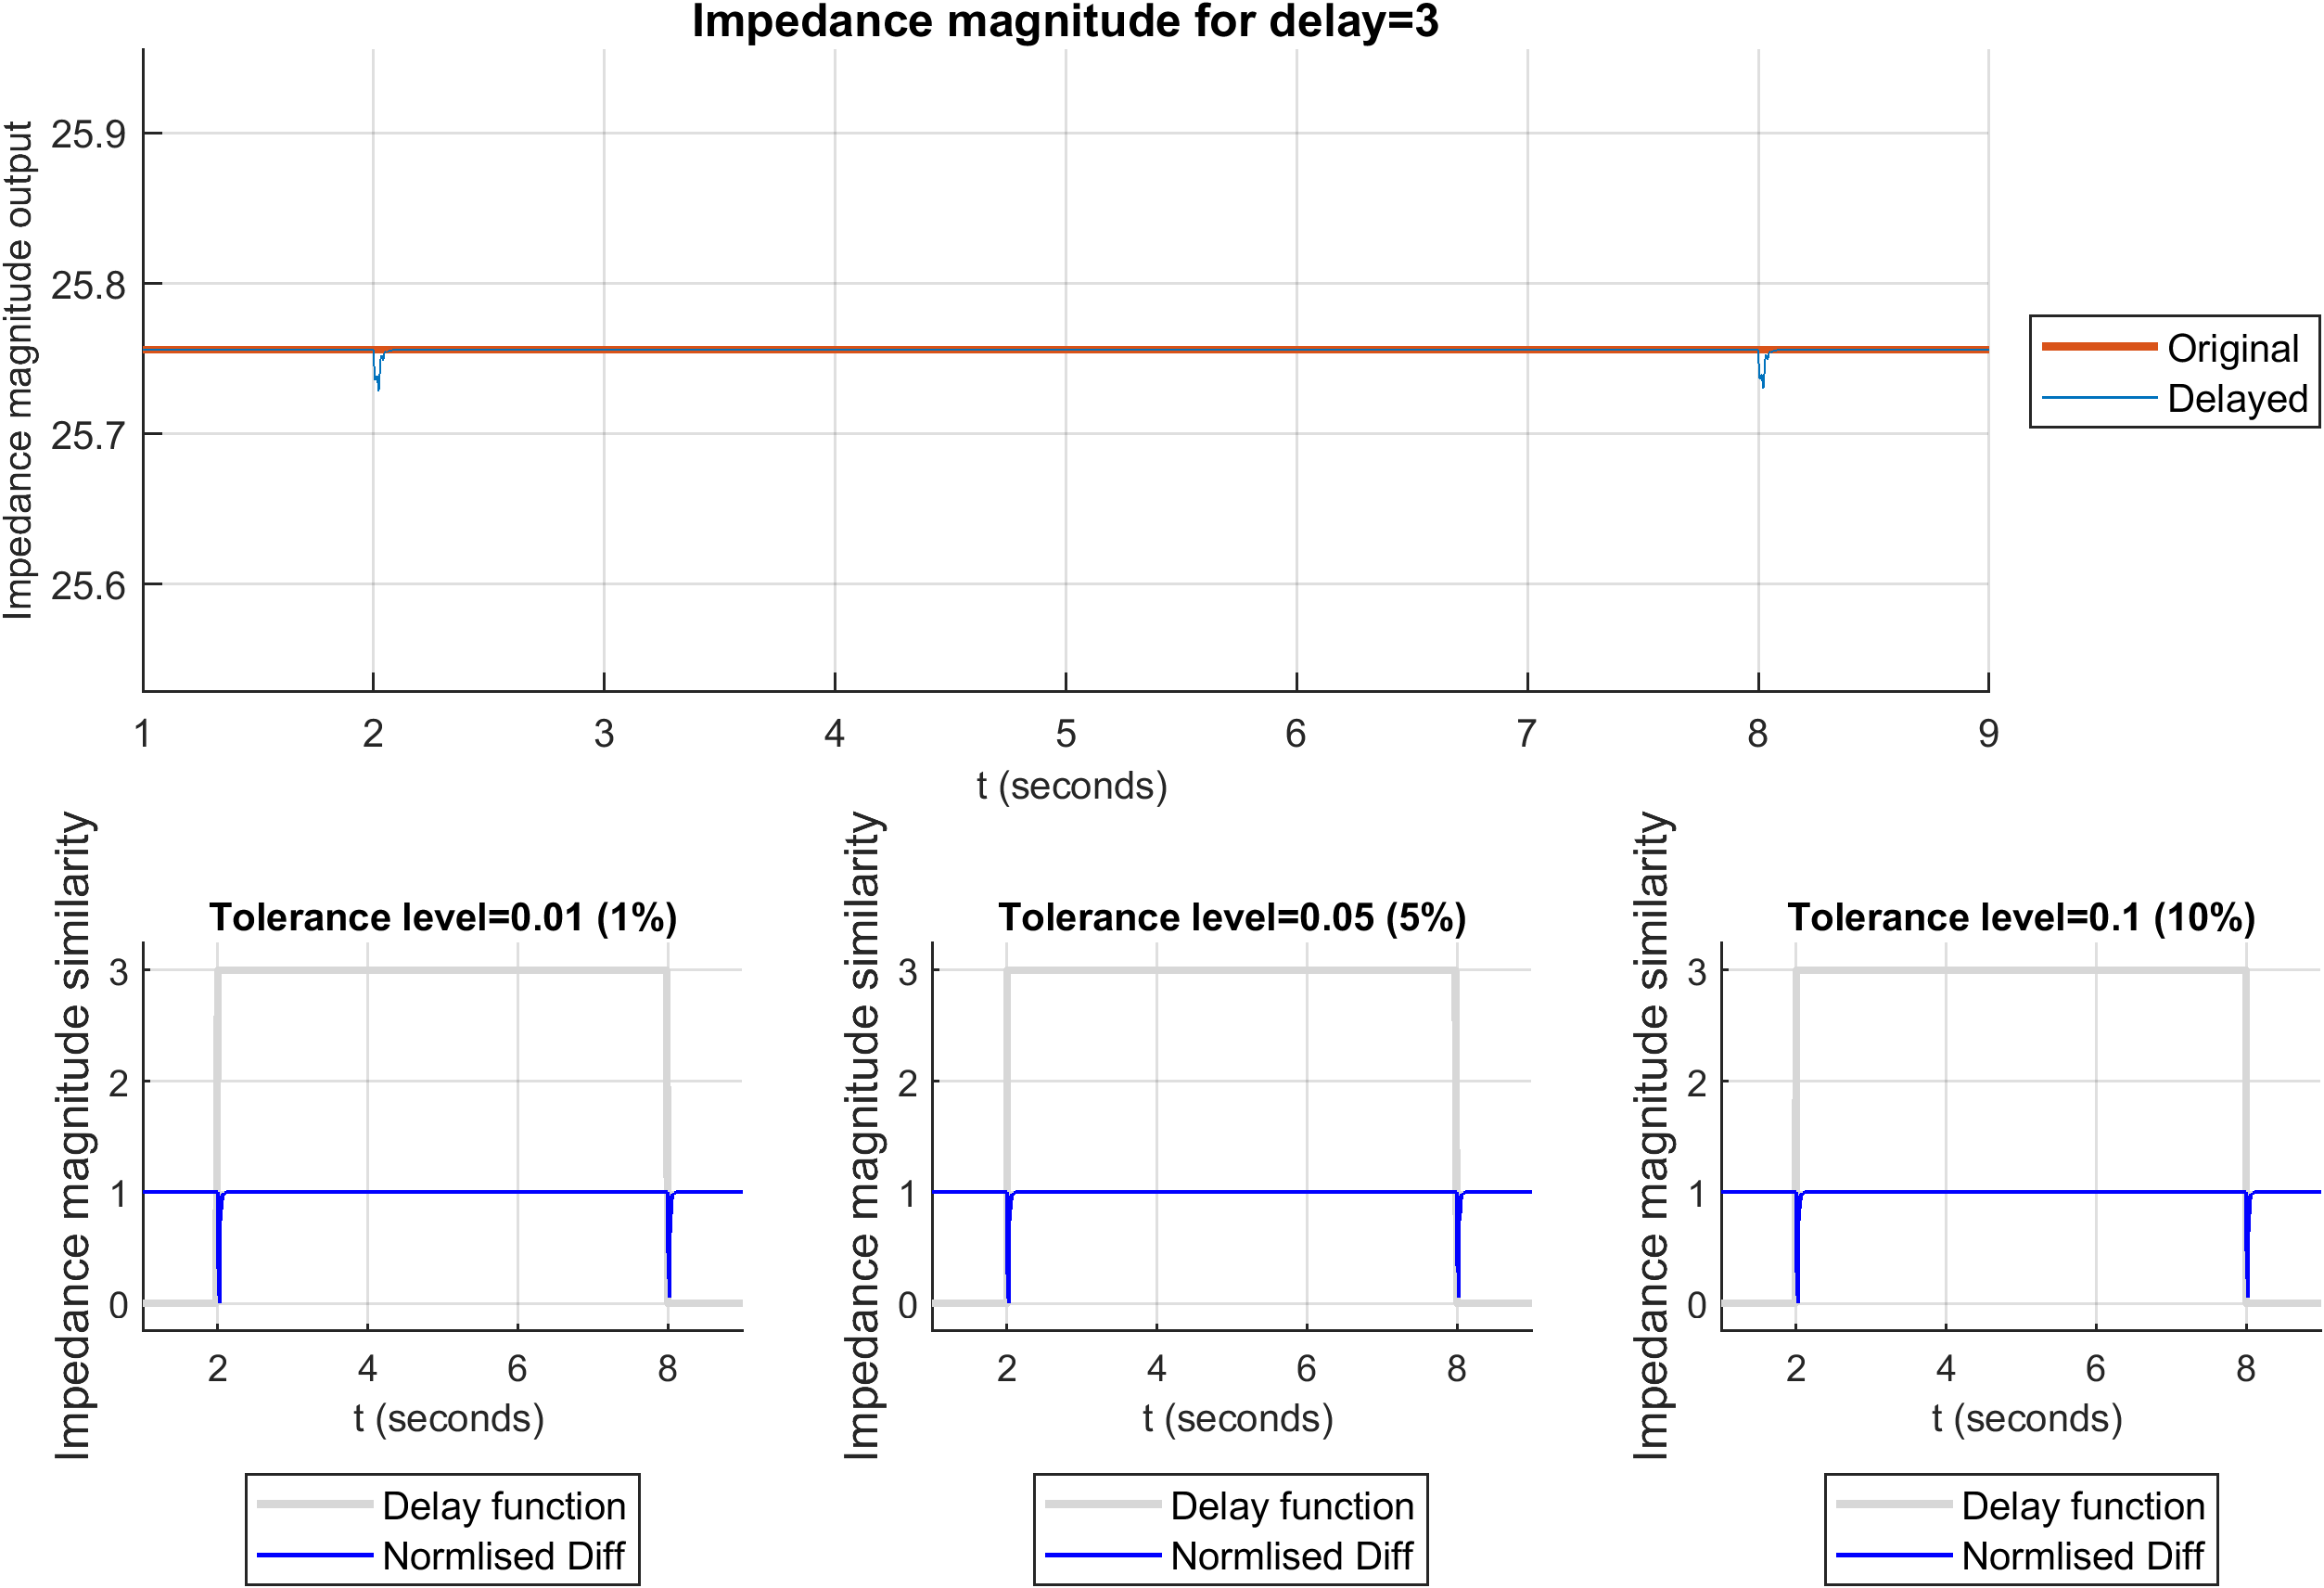 Impedance magnitude for delay=3
Impedance magnitude output
25.9
25.8
25.7
25.6
1 2 3 4 5 6 7 8 9
t (seconds)
Original
Delayed
Tolerance level=0.01 (1%)
Impedance magnitude similarity
3
2
1
0
2 4 6 8
t (seconds)
Delay function
Normlised Diff
Tolerance level=0.05 (5%)
Impedance magnitude similarity
3
2
1
0
2 4 6 8
t (seconds)
Delay function
Normlised Diff
Tolerance level=0.1 (10%)
Impedance magnitude similarity
3
2
1
0
2 4 6 8
t (seconds)
Delay function
Normlised Diff